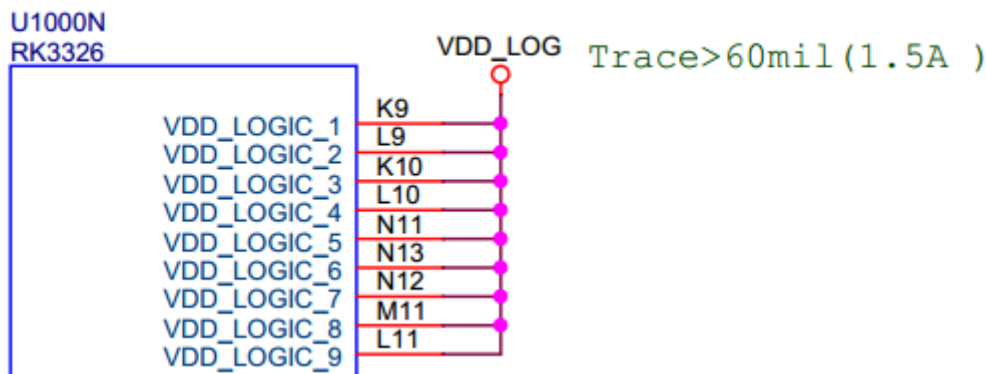 U1000N
RK3326
VDD_LOG
Trace>60mil(1.5A )
VDD_LOGIC_1 K9
VDD_LOGIC_2 L9
VDD_LOGIC_3 K10
VDD_LOGIC_4 L10
VDD_LOGIC_5 N11
VDD_LOGIC_6 N13
VDD_LOGIC_7 N12
VDD_LOGIC_8 M11
VDD_LOGIC_9 L11